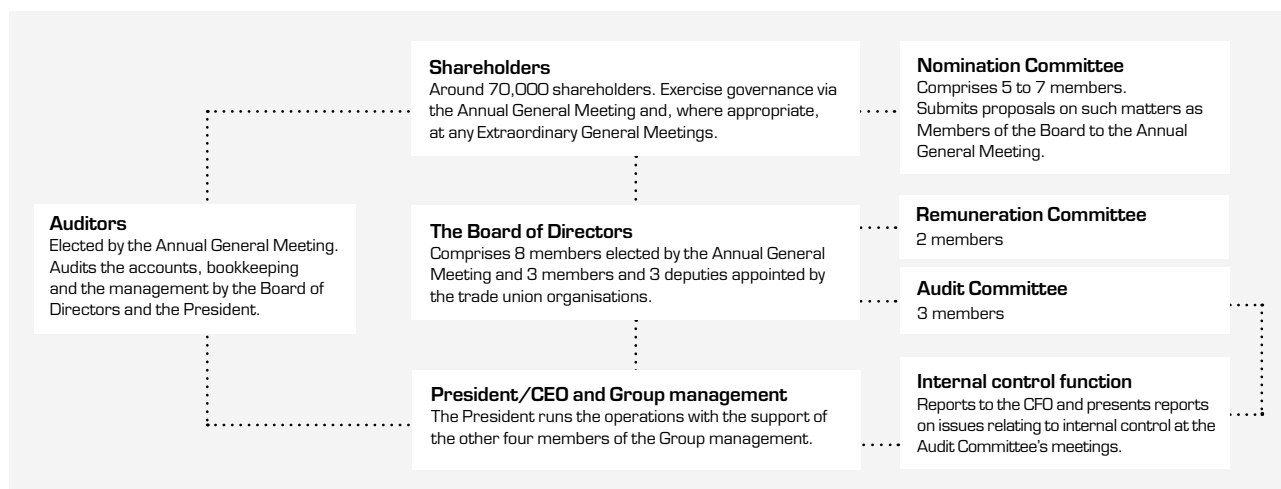 Shareholders
Around 70,000 shareholders. Exercise governance via
the Annual General Meeting and, where appropriate,
at any Extraordinary General Meetings.
Nomination Committee
Comprises 5 to 7 members.
Submits proposals on such matters as
Members of the Board to the Annual
General Meeting.
Auditors
Elected by the Annual General Meeting.
Audits the accounts, bookkeeping
and the management by the Board of
Directors and the President.
The Board of Directors
Comprises 8 members elected by the Annual General
Meeting and 3 members and 3 deputies appointed by
the trade union organisations.
Remuneration Committee
2 members
Audit Committee
3 members
President/CEO and Group management
The President runs the operations with the support of
the other four members of the Group management.
Internal control function
Reports to the CFO and presents reports
on issues relating to internal control at the
Audit Committee's meetings.